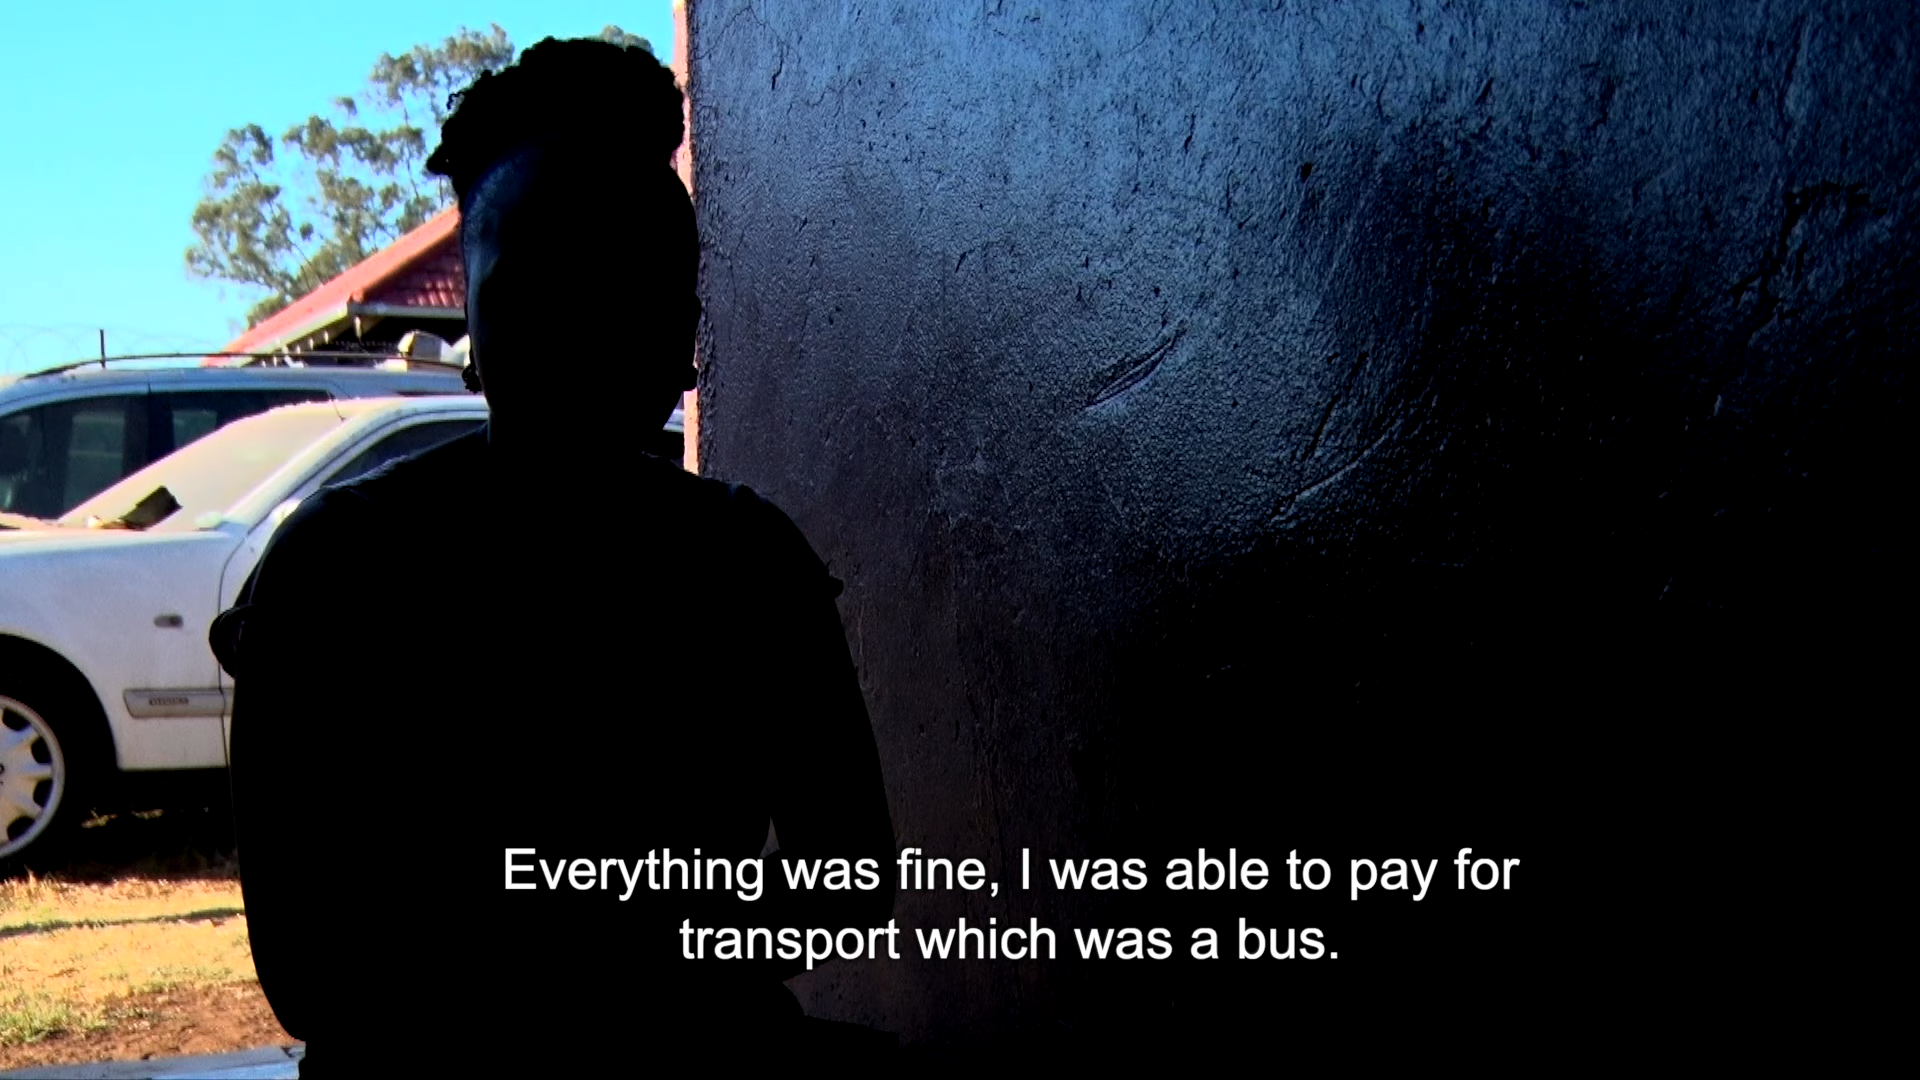 Everything was fine, I was able to pay for
transport which was a bus.